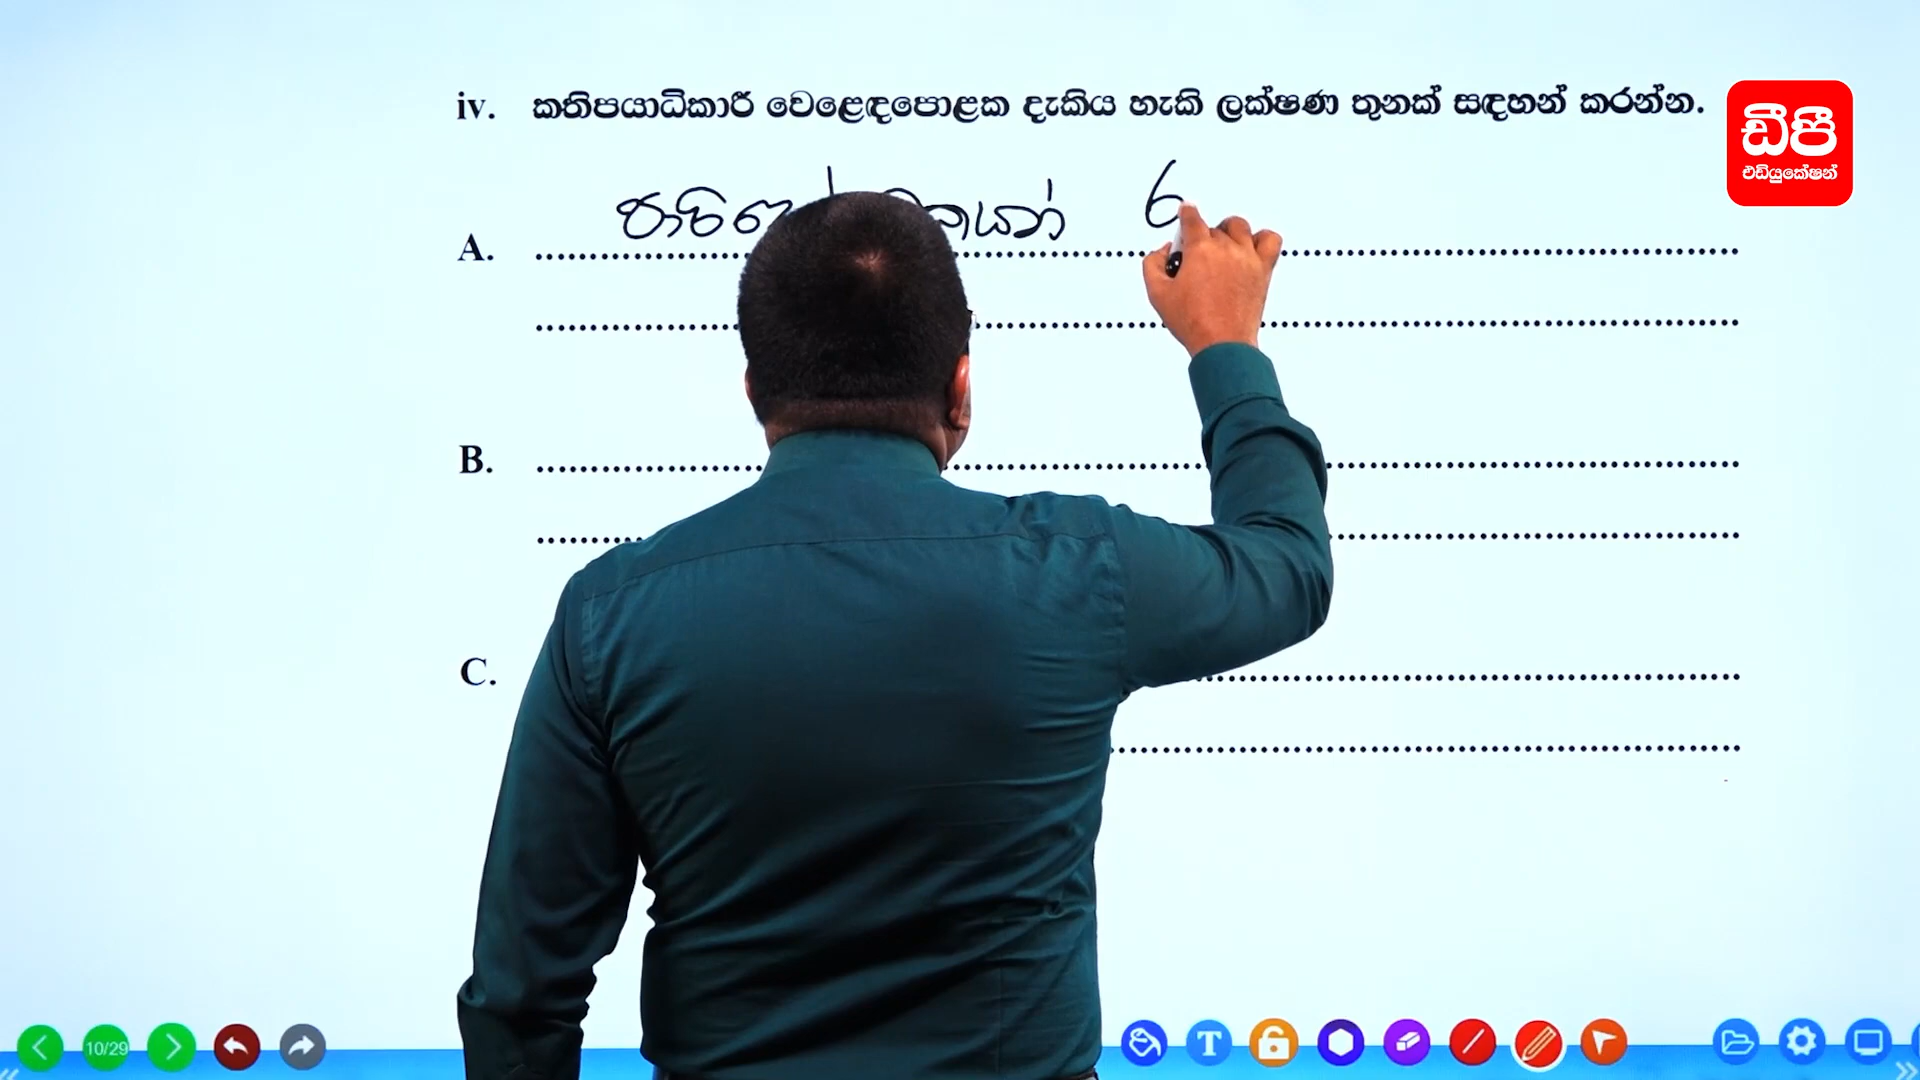 iv. කතිපයාධිකාරී වෙළෙඳපොළක දැකිය හැකි ලක්ෂණ තුනක් සඳහන් කරන්න.
ඩීපී
එඩියුකේෂන්
A.
B.
C.
10/29
T